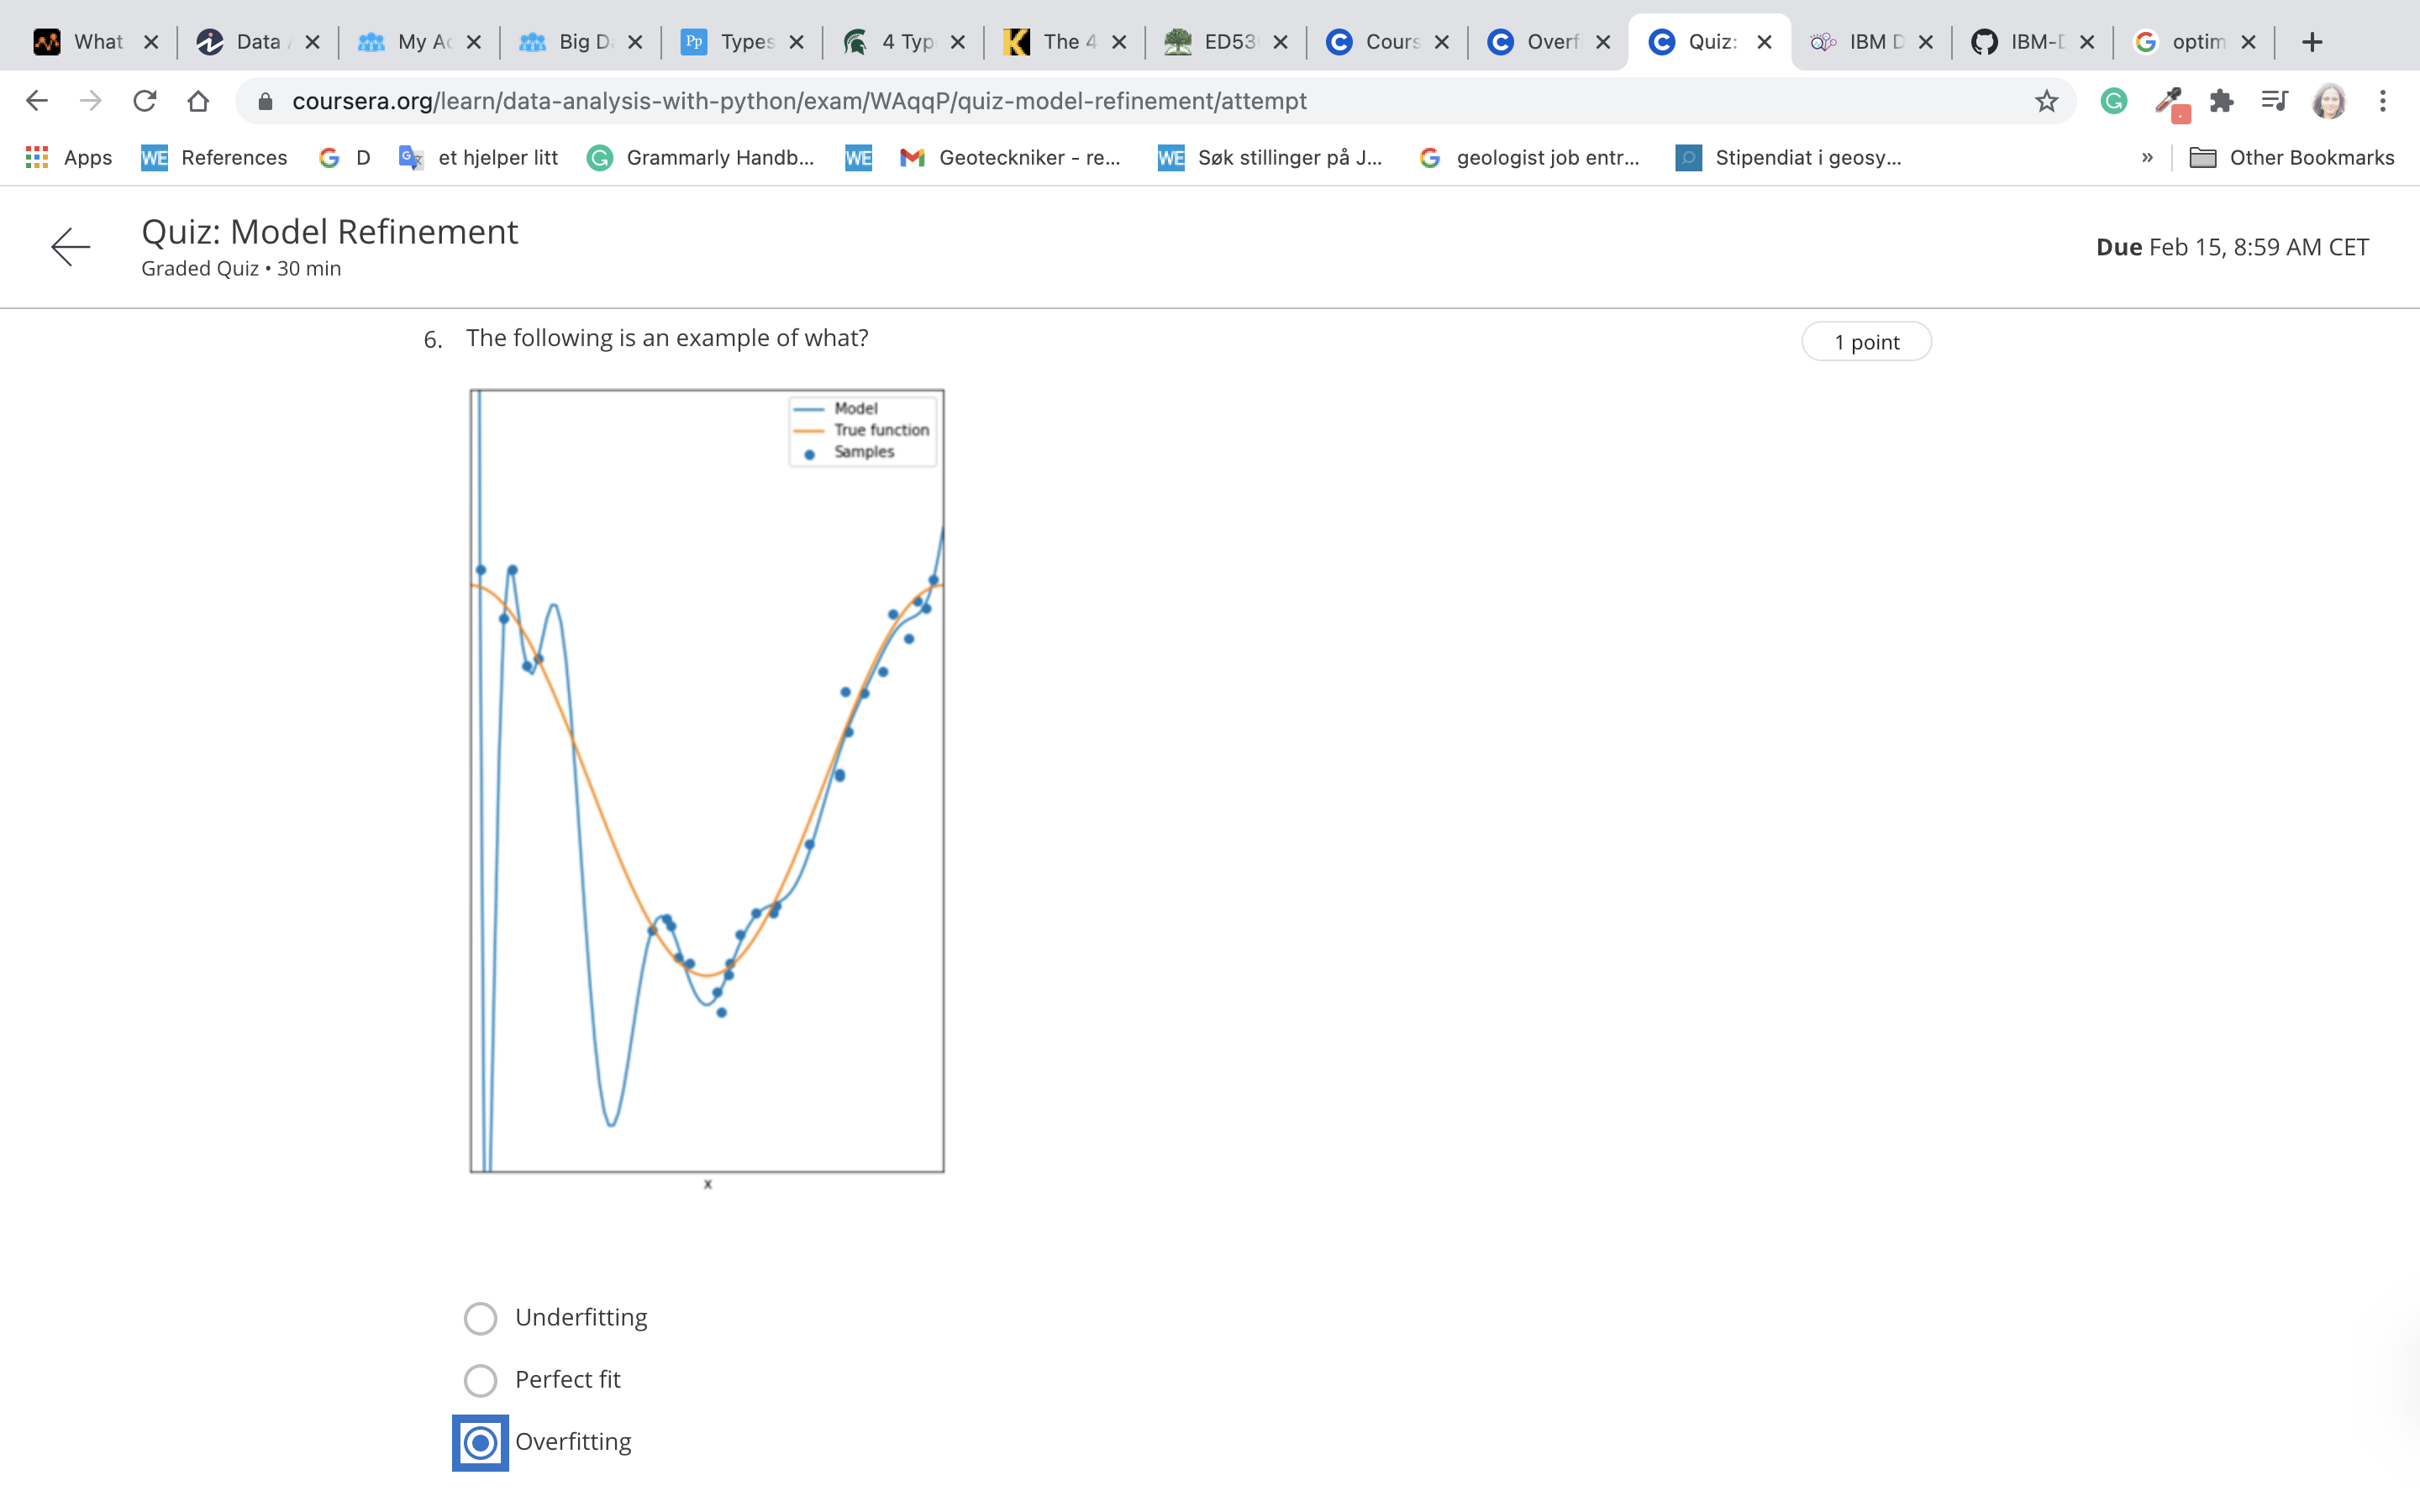 What
Data
My Ac
Big D
Types
4 Typ
The 4
ED53
Cours
Overf
Quiz:
IBM D
IBM-D
optim
coursera.org/learn/data-analysis-with-python/exam/WAqqP/quiz-model-refinement/attempt
Apps
WE References
D
et hjelper litt
Grammarly Handb...
WE
Geoteckniker - re...
WE Søk stillinger på J...
geologist job entr...
Stipendiat i geosy...
»
Other Bookmarks
Quiz: Model Refinement
Graded Quiz • 30 min
Due Feb 15, 8:59 AM CET
6. The following is an example of what?
1 point
Model
True function
Samples
x
Underfitting
Perfect fit
Overfitting